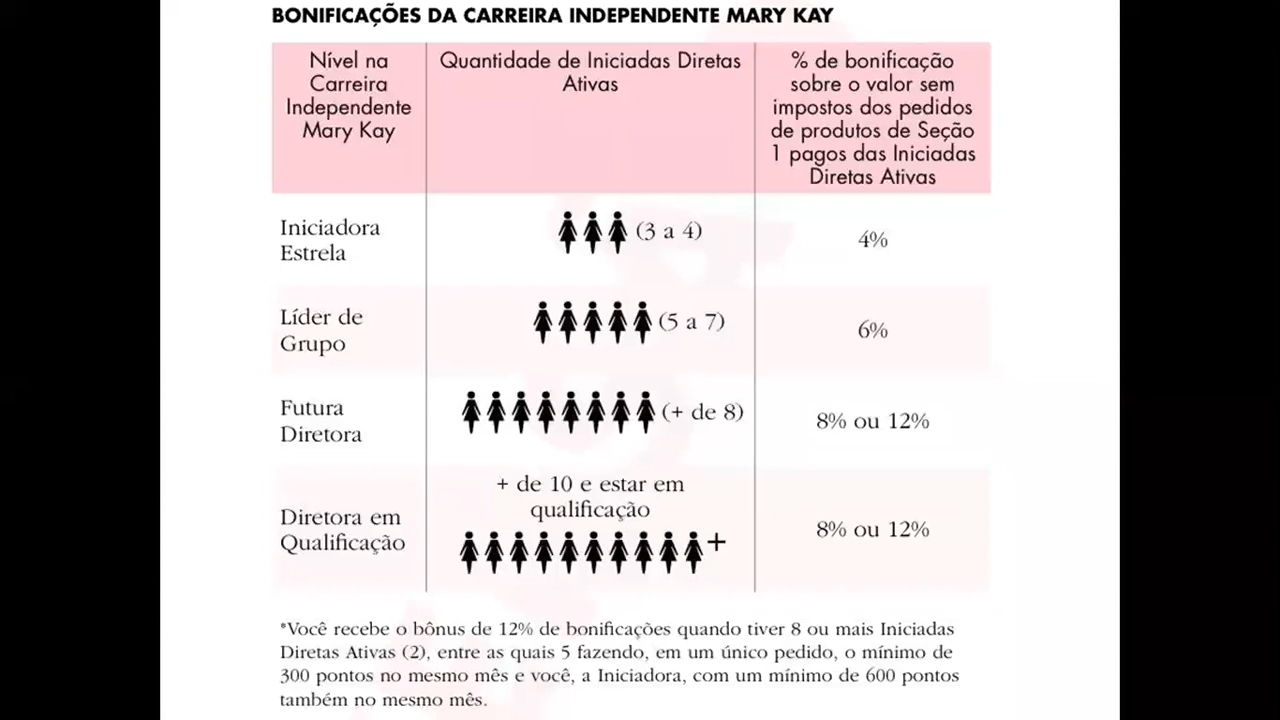 BONIFICAÇÕES DA CARREIRA INDEPENDENTE MARY KAY
Nível na
Carreira
Independente
Mary Kay
Quantidade de Iniciadas Diretas
Ativas
% de bonificação
sobre o valor sem
impostos dos pedidos
de produtos de Seção
1 pagos das Iniciadas
Diretas Ativas
Iniciadora
Estrela
(3 a 4)
4%
Líder de
Grupo
(5 a 7)
6%
Futura
Diretora
(+ de 8)
8% ou 12%
Diretora em
Qualificação
+ de 10 e estar em
qualificação
+
8% ou 12%
*Você recebe o bônus de 12% de bonificações quando tiver 8 ou mais Iniciadas
Diretas Ativas (2), entre as quais 5 fazendo, em um único pedido, o mínimo de
300 pontos no mesmo mês e você, a Iniciadora, com um mínimo de 600 pontos
também no mesmo mês.